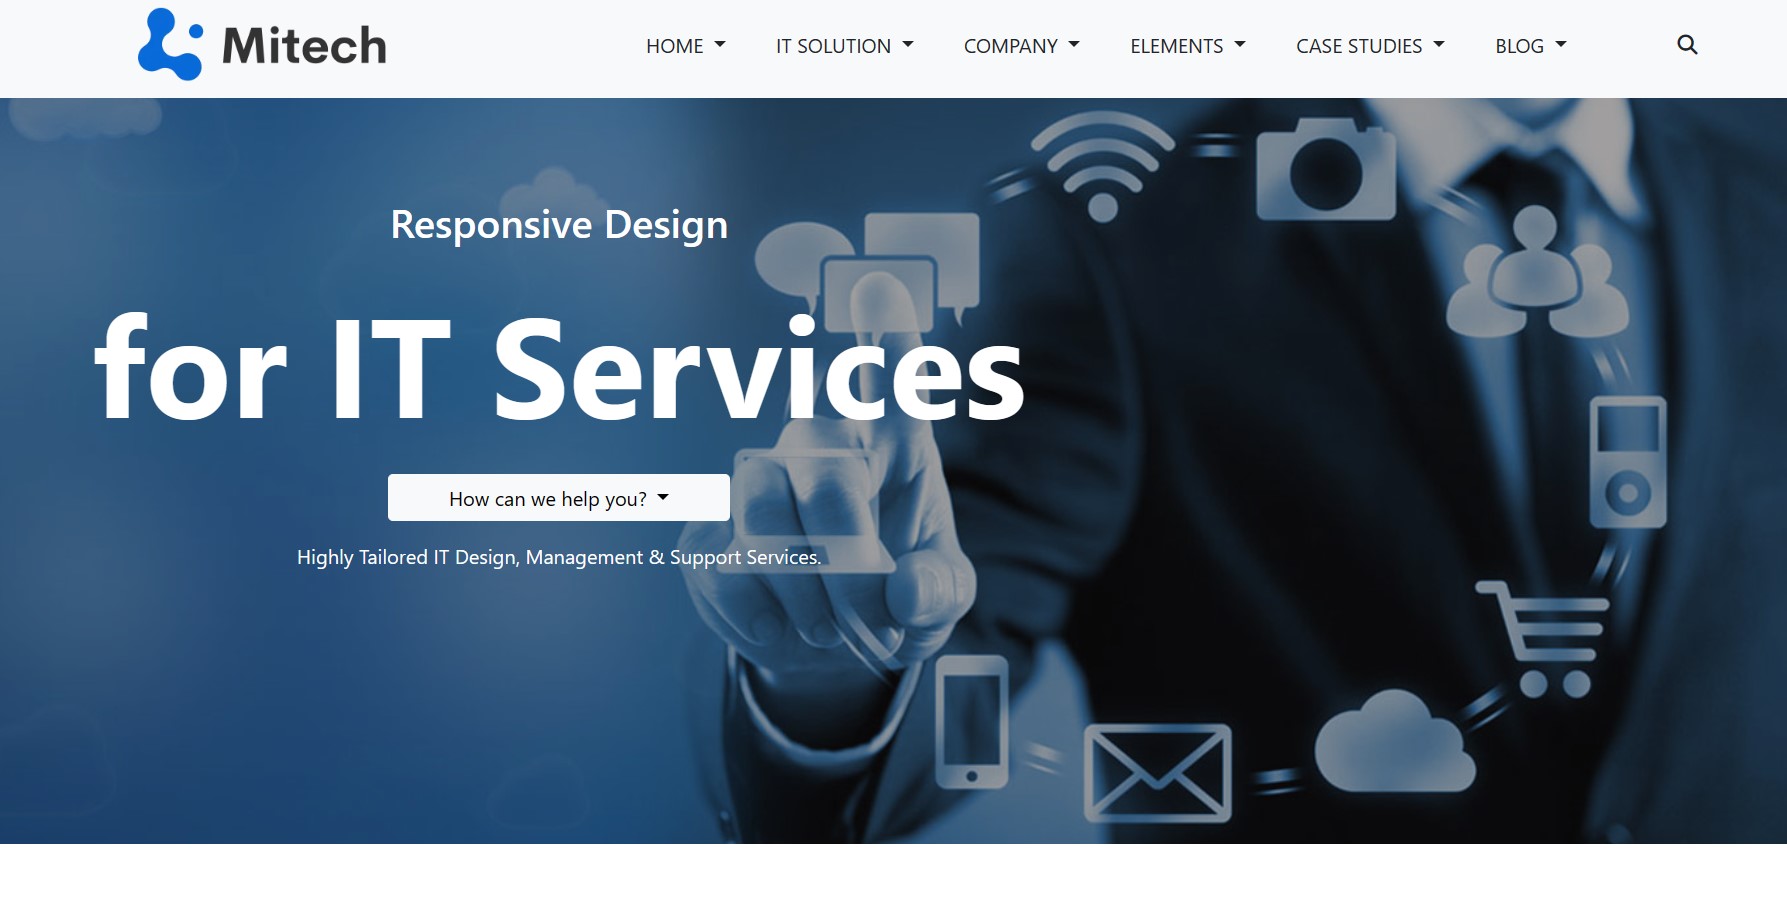 Mitech
HOME
IT SOLUTION
COMPANY
ELEMENTS
CASE STUDIES
BLOG
Responsive Design
for IT Services
How can we help you?
Highly Tailored IT Design, Management & Support Services.